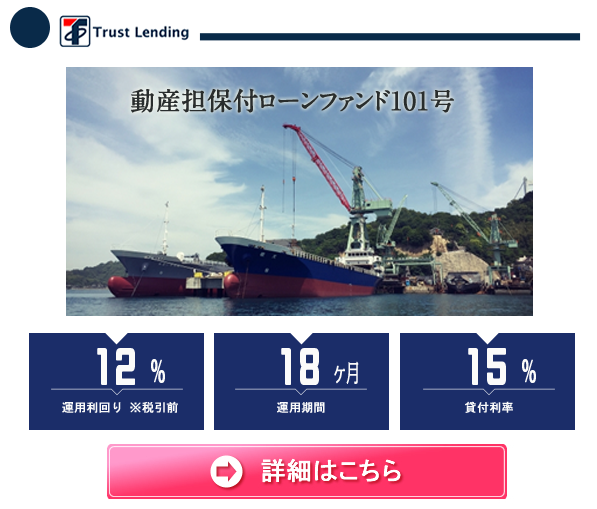 Trust Lending
動産担保付ローンファンド101号
12 %
運用利回り ※税引前
18 ヶ月
運用期間
15 %
貸付利率
詳細はこちら